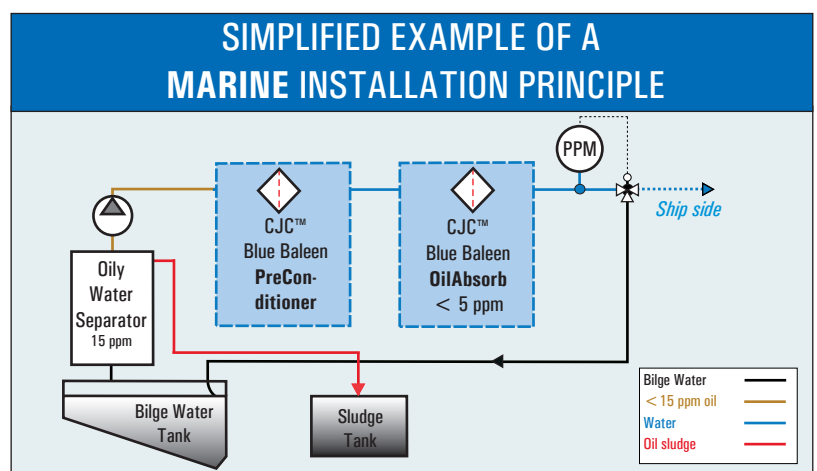 SIMPLIFIED EXAMPLE OF A
MARINE INSTALLATION PRINCIPLE
PPM
Ship side
CJC™
Blue Baleen
PreCon-
ditioner
CJC™
Blue Baleen
OilAbsorb
< 5 ppm
Oily
Water
Separator
15 ppm
Bilge Water
Tank
Sludge
Tank
Bilge Water
< 15 ppm oil
Water
Oil sludge